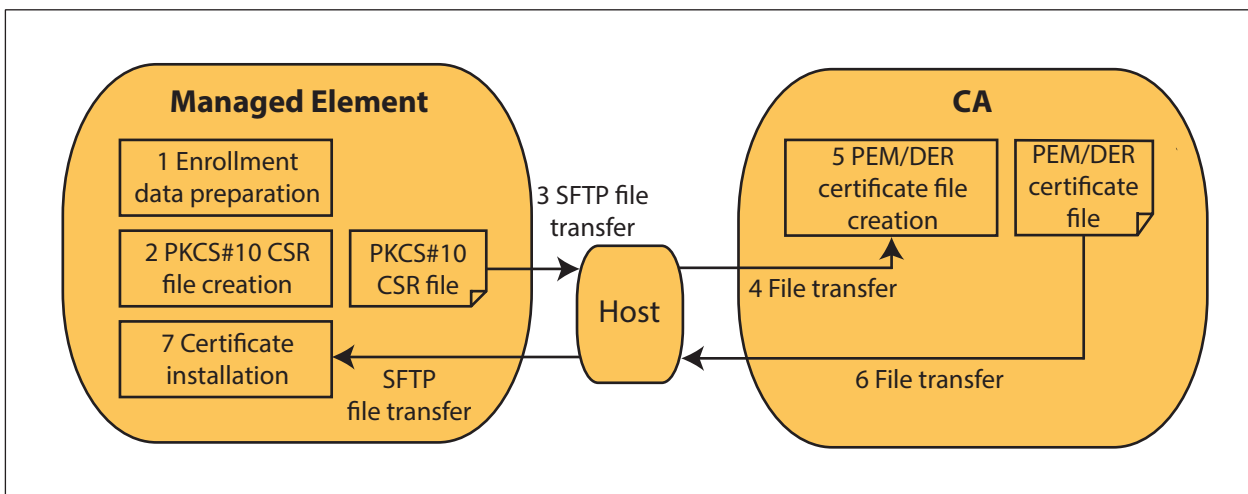 Managed Element
1 Enrollment
data preparation
2 PKCS#10 CSR
file creation
PKCS#10
CSR file
7 Certificate
installation
3 SFTP file
transfer
Host
SFTP
file transfer
CA
5 PEM/DER
certificate file
creation
PEM/DER
certificate
file
4 File transfer
6 File transfer